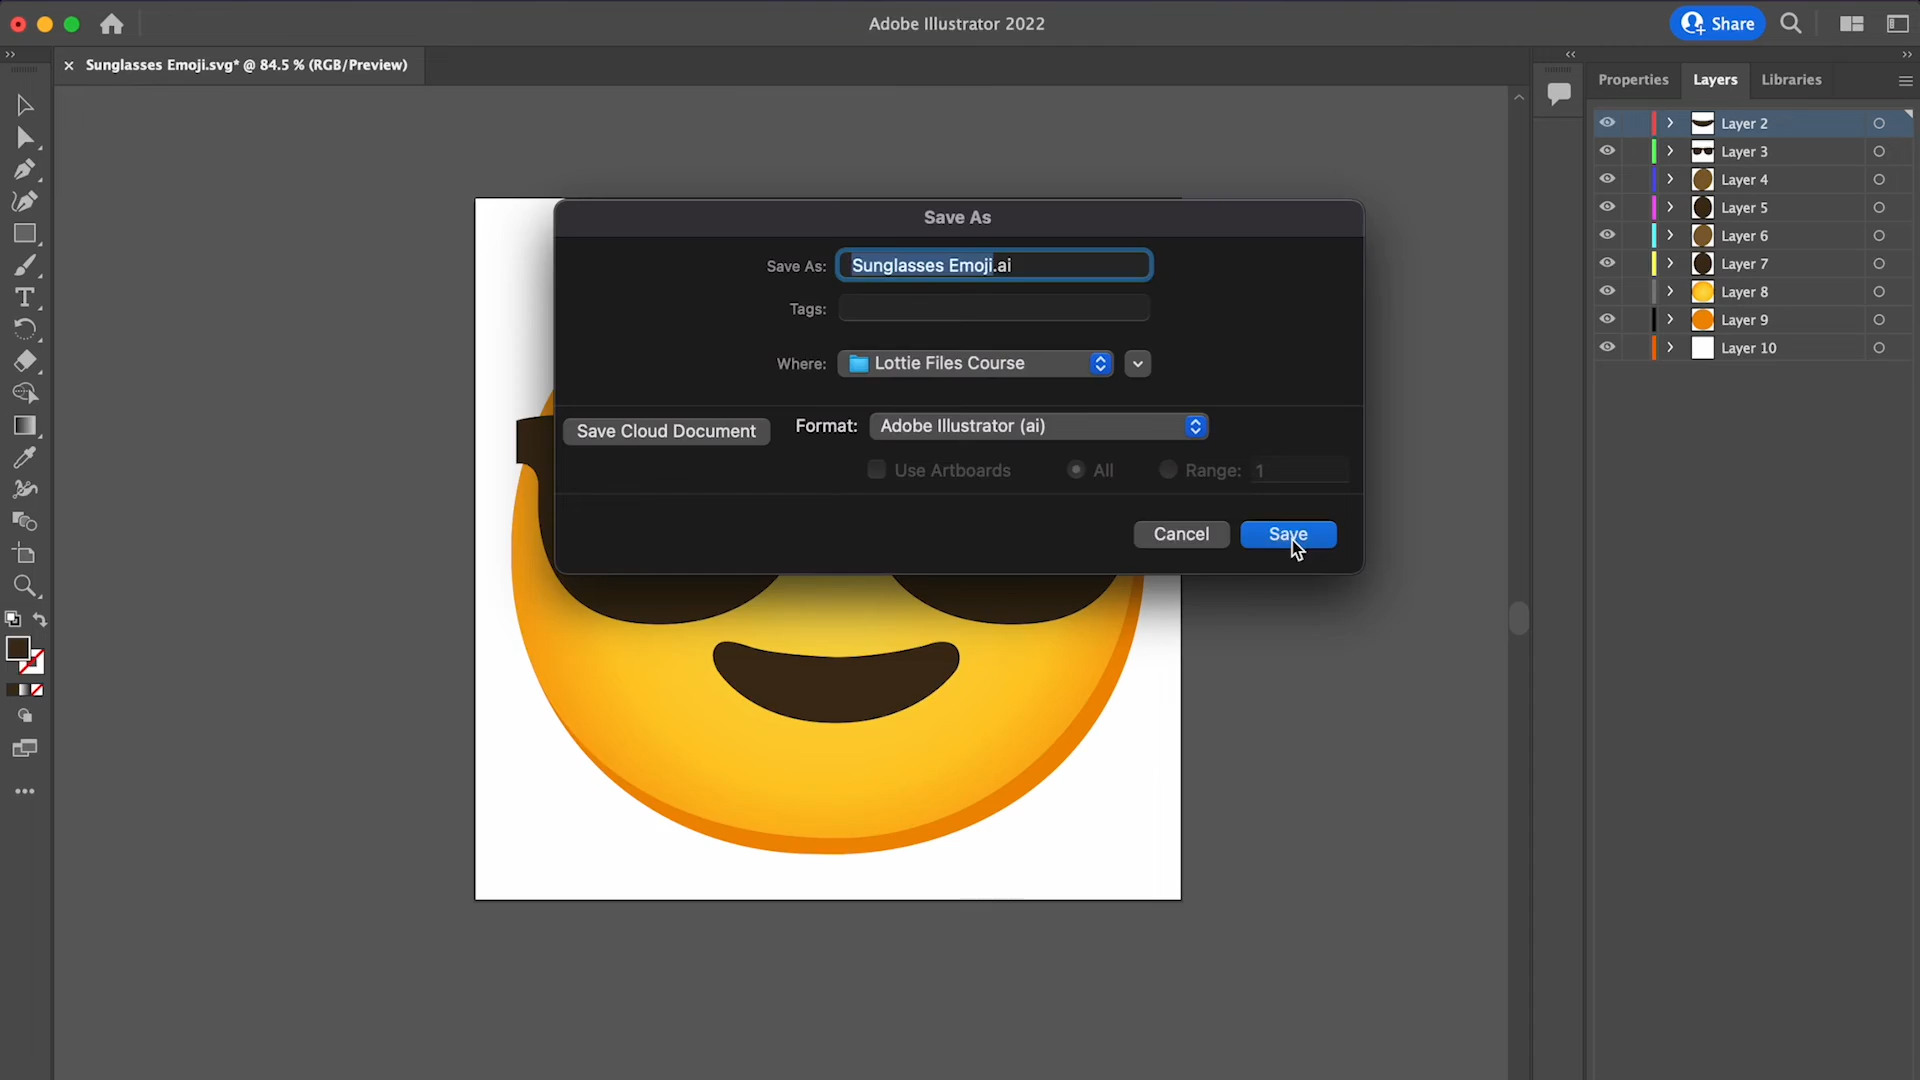 Adobe Illustrator 2022
Share
Sunglasses Emoji.svg* @ 84.5 % (RGB/Preview)
Properties
Layers
Libraries
Layer 2
Layer 3
Layer 4
Layer 5
Layer 6
Layer 7
Layer 8
Layer 9
Layer 10
Save As
Save As: Sunglasses Emoji.ai
Tags:
Where: Lottie Files Course
Save Cloud Document
Format: Adobe Illustrator (ai)
Use Artboards
All
Range: 1
Cancel
Save